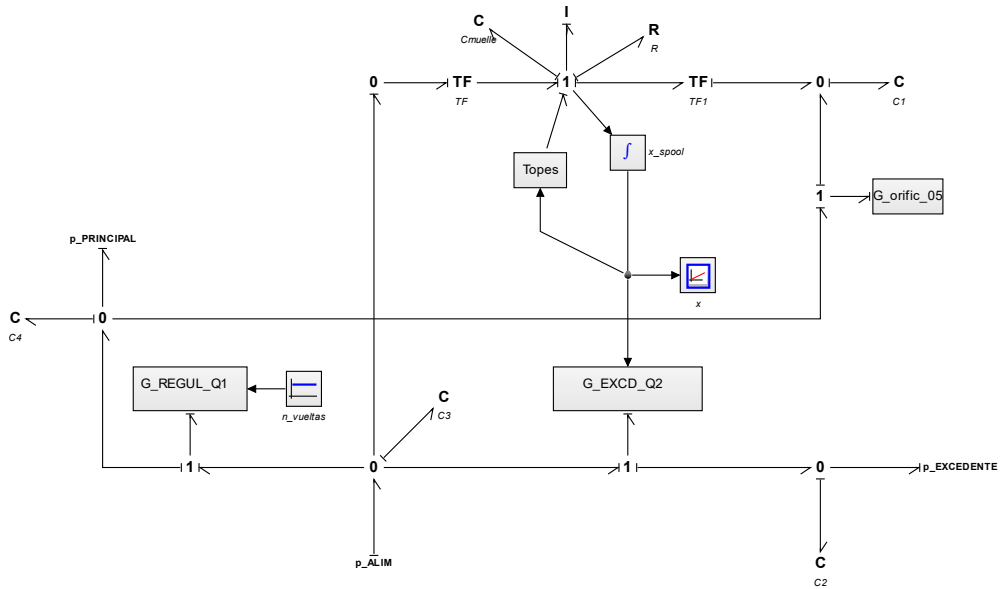 I
C
Cmuelle
R
R
0
TF
TF
1
TF
TF1
0
C
C1
∫
x_spool
Topes
1
G_orific_05
p_PRINCIPAL
x
C
C4
0
G_REGUL_Q1
n_vueltas
G_EXCD_Q2
C
C3
1
0
1
0
p_EXCEDENTE
p_ALIM
C
C2